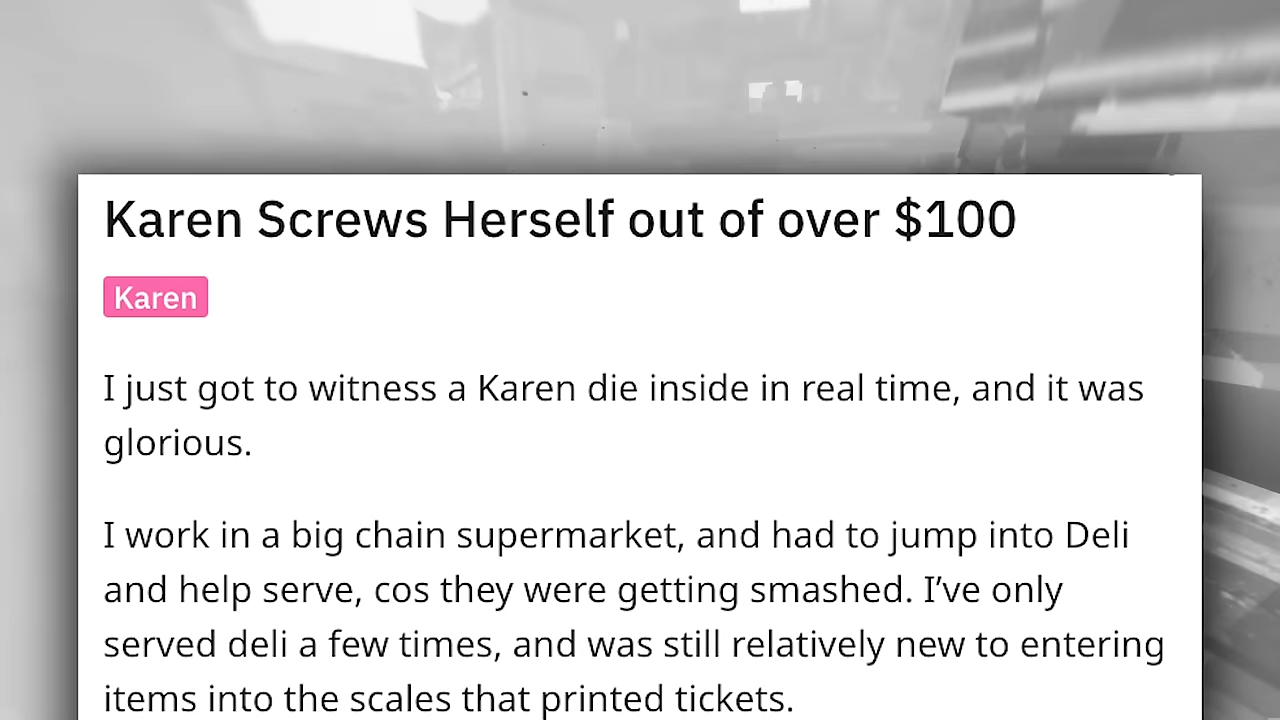 Karen Screws Herself out of over $100
Karen
I just got to witness a Karen die inside in real time, and it was
glorious.
I work in a big chain supermarket, and had to jump into Deli
and help serve, cos they were getting smashed. I’ve only
served deli a few times, and was still relatively new to entering
items into the scales that printed tickets.